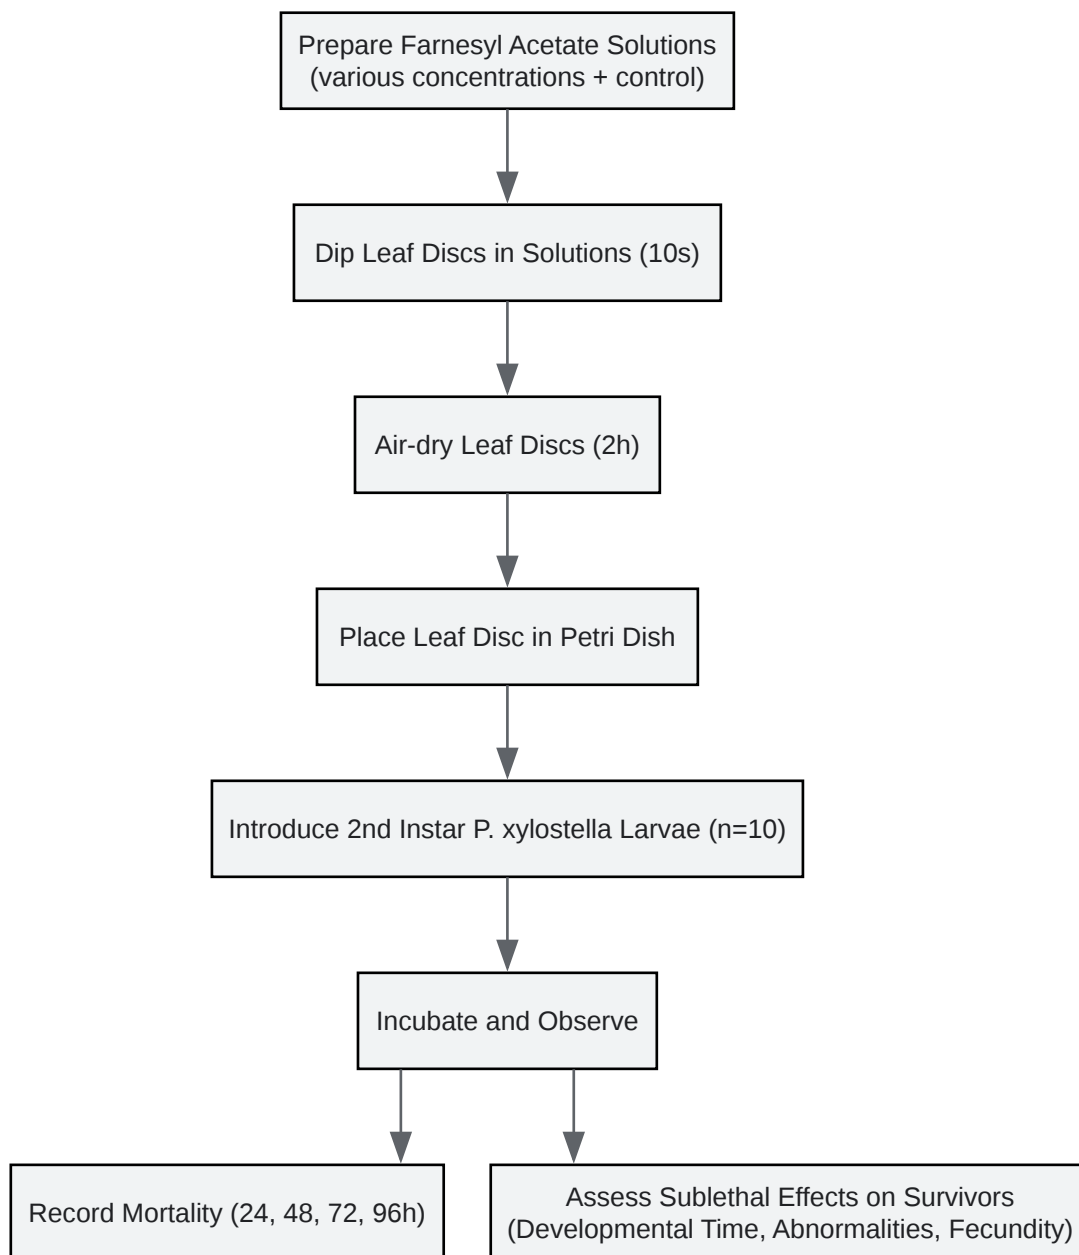 Prepare Farnesyl Acetate Solutions
(various concentrations + control)
Dip Leaf Discs in Solutions (10s)
Air-dry Leaf Discs (2h)
Place Leaf Disc in Petri Dish
Introduce 2nd Instar P. xylostella Larvae (n=10)
Incubate and Observe
Record Mortality (24, 48, 72, 96h)
Assess Sublethal Effects on Survivors
(Developmental Time, Abnormalities, Fecundity)